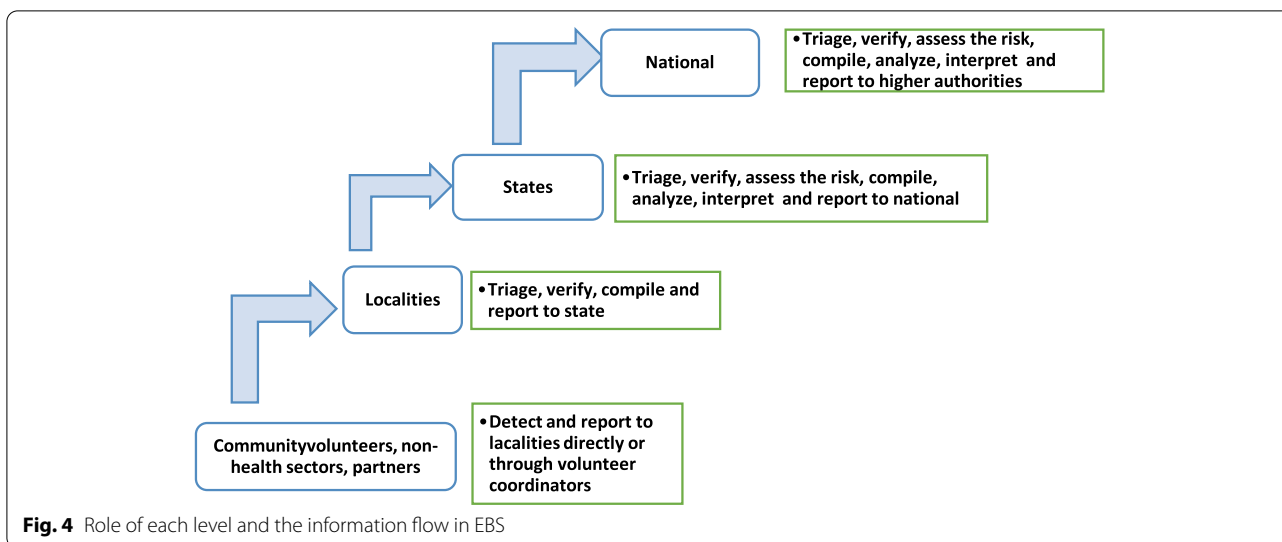 National
•Triage, verify, assess the risk,
compile, analyze, interpret and
report to higher authorities
States
•Triage, verify, assess the risk, compile,
analyze, interpret and report to national
Localities
•Triage, verify, compile and
report to state
Communityvolunteers, non-
health sectors, partners
•Detect and report to
lacalities directly or
through volunteer
coordinators
Fig. 4 Role of each level and the information flow in EBS